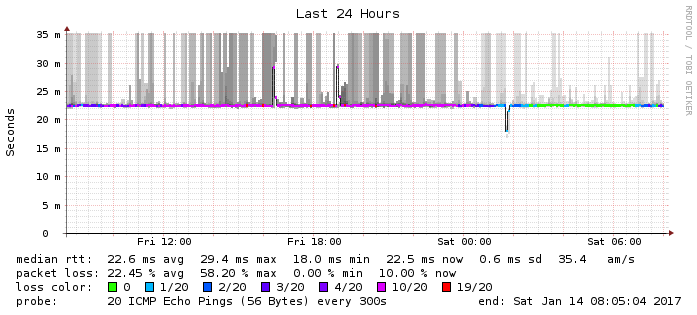 Last 24 Hours
RRDTOOL / TOBI OETIKER
Seconds
35 m
30 m
25 m
20 m
15 m
10 m
5 m
0
Fri 12:00 Fri 18:00 Sat 00:00 Sat 06:00
median rtt: 22.6 ms avg 29.4 ms max 18.0 ms min 22.5 ms now 0.6 ms sd 35.4 am/s
packet loss: 22.45 % avg 58.20 % max 0.00 % min 10.00 % now
loss color: 0 1/20 2/20 3/20 4/20 10/20 19/20
probe: 20 ICMP Echo Pings (56 Bytes) every 300s end: Sat Jan 14 08:05:04 2017